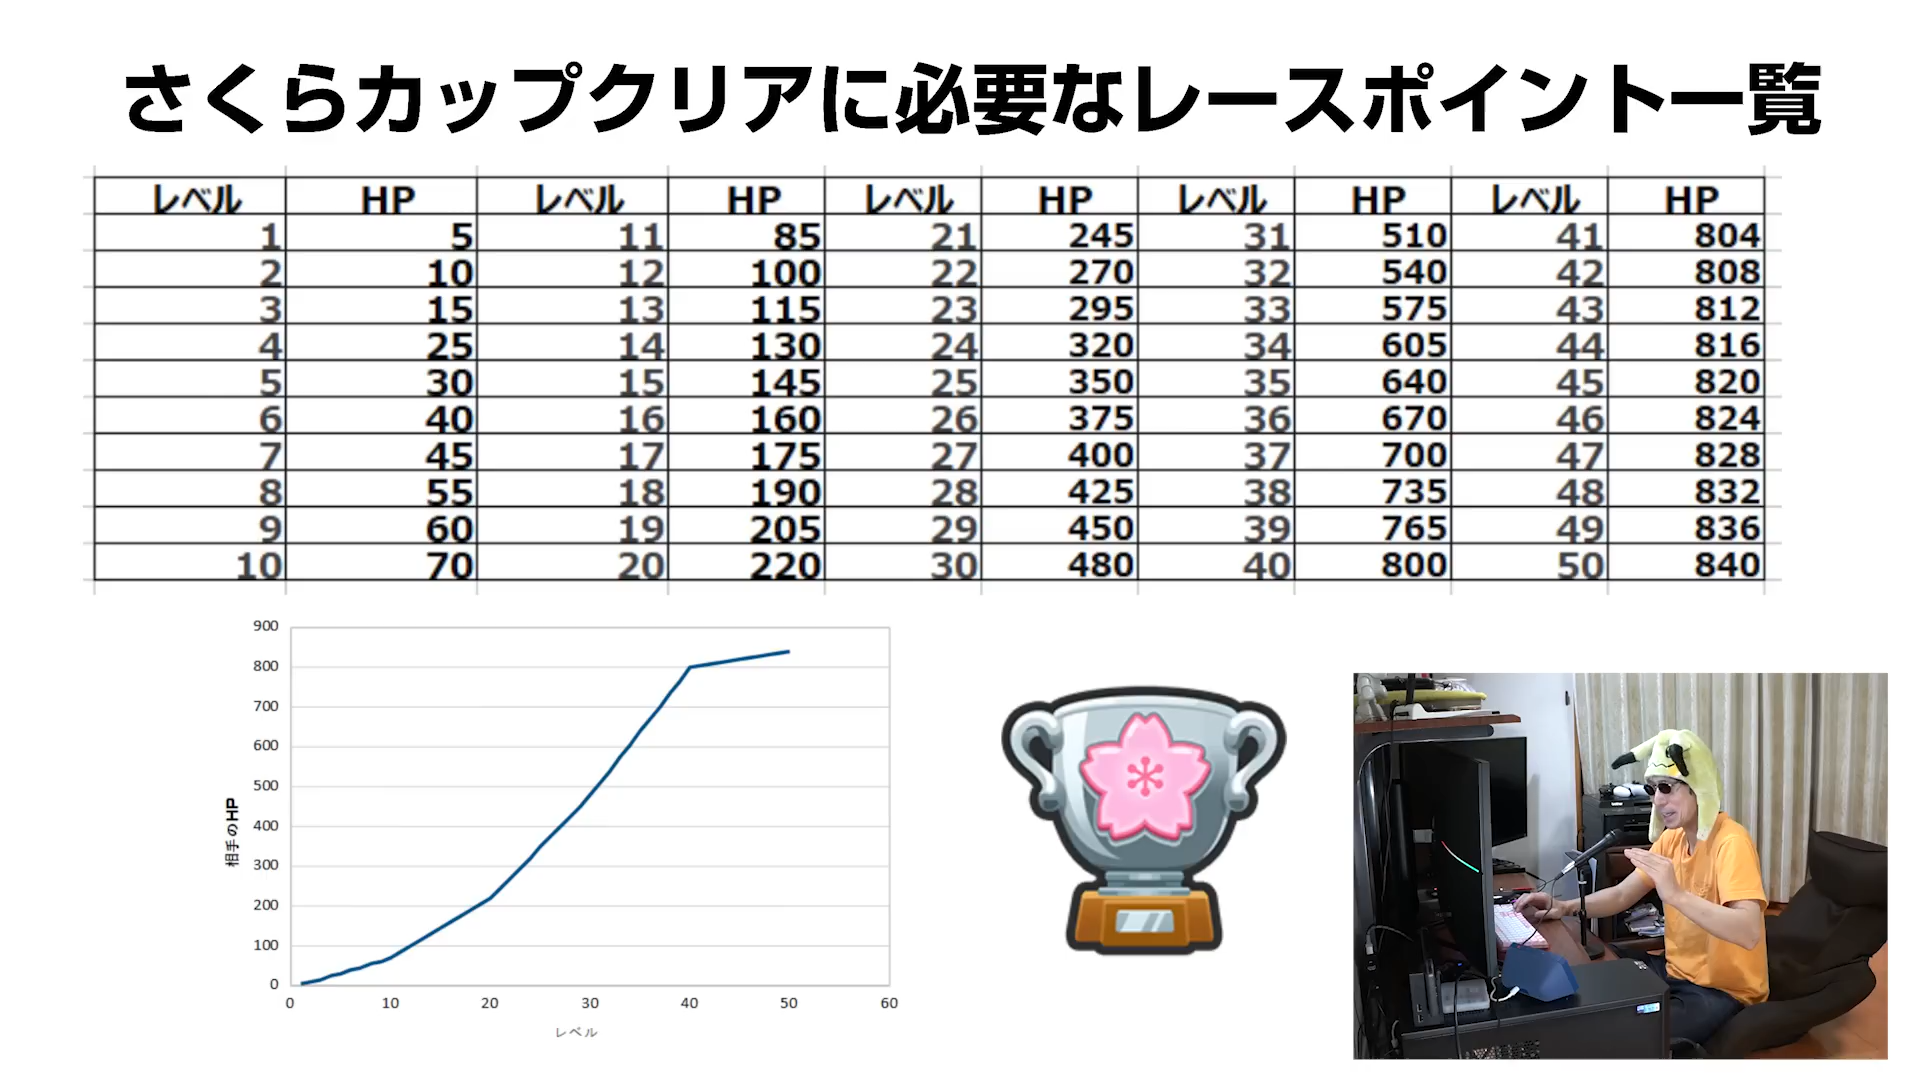 さくらカップクリアに必要なレースポイント一覧
レベル HP レベル HP レベル HP レベル HP レベル HP
1 5 11 85 21 245 31 510 41 804
2 10 12 100 22 270 32 540 42 808
3 15 13 115 23 295 33 575 43 812
4 25 14 130 24 320 34 605 44 816
5 30 15 145 25 350 35 640 45 820
6 40 16 160 26 375 36 670 46 824
7 45 17 175 27 400 37 700 47 828
8 55 18 190 28 425 38 735 48 832
9 60 19 205 29 450 39 765 49 836
10 70 20 220 30 480 40 800 50 840
900
800
700
600
500
400
300
200
100
0
相手のHP
0 10 20 30 40 50 60
レベル